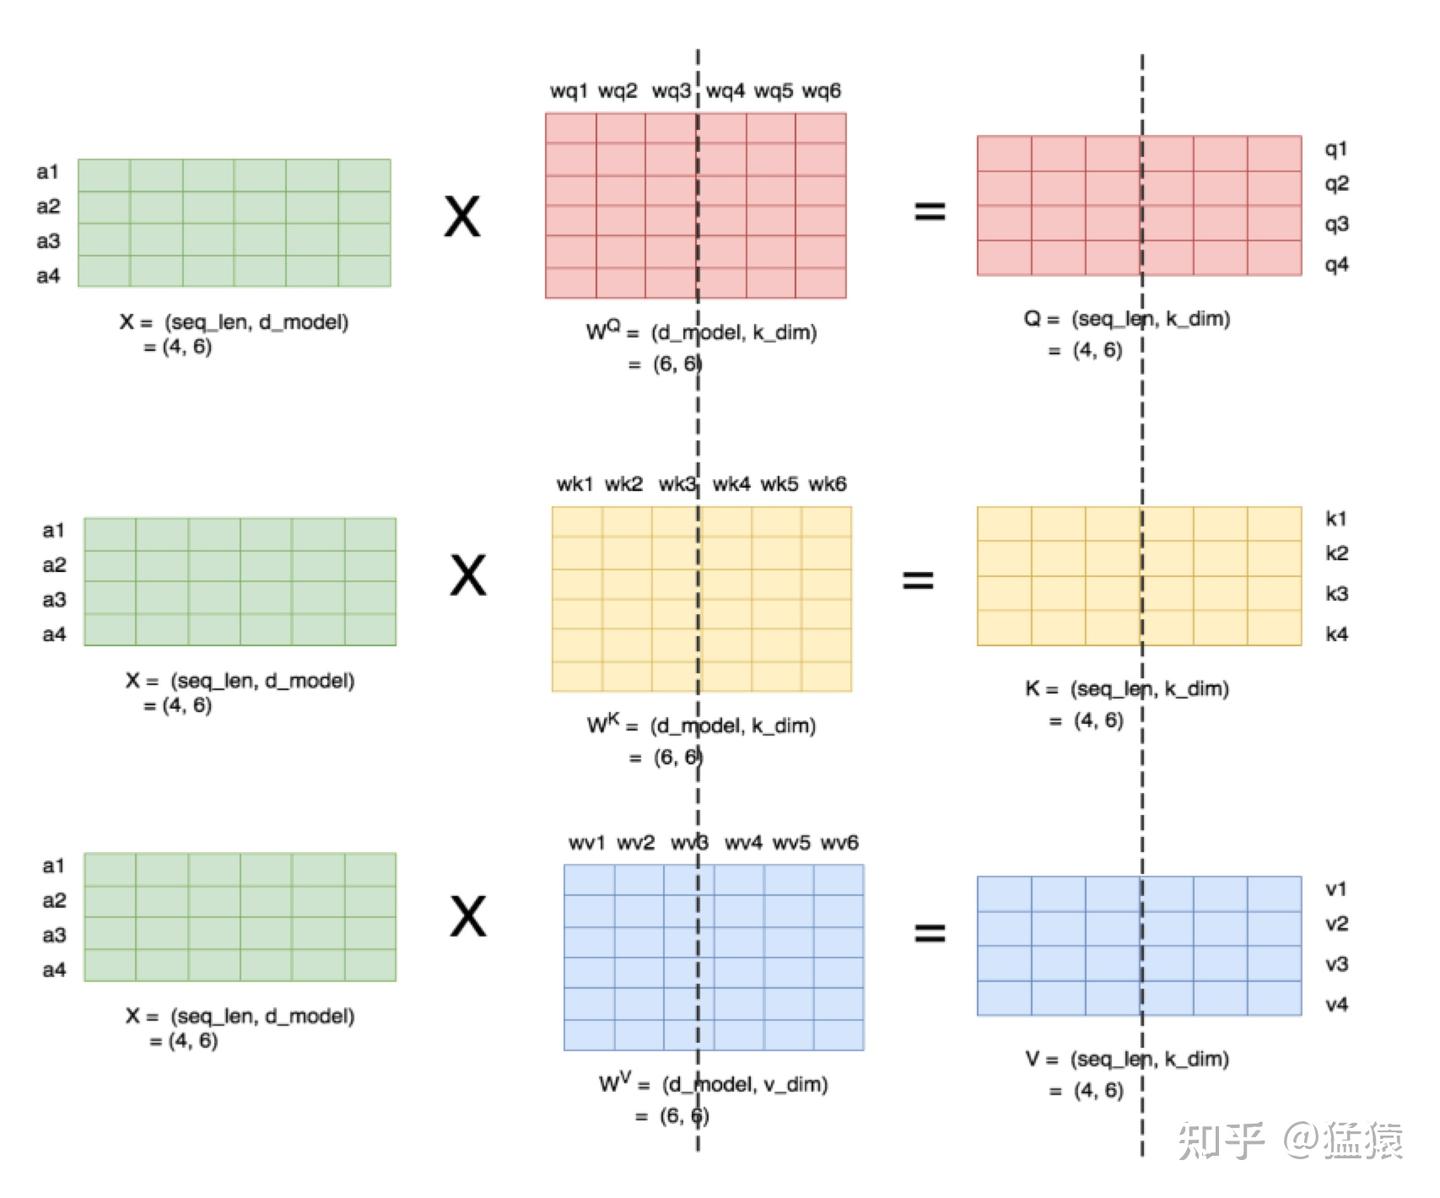 wq1 wq2 wq3 wq4 wq5 wq6
a1
a2
a3
a4
X
=
q1
q2
q3
q4
X = (seq_len, d_model)
= (4, 6)
W^Q = (d_model, k_dim)
= (6, 6)
Q = (seq_len, k_dim)
= (4, 6)
wk1 wk2 wk3 wk4 wk5 wk6
a1
a2
a3
a4
X
=
k1
k2
k3
k4
X = (seq_len, d_model)
= (4, 6)
W^K = (d_model, k_dim)
= (6, 6)
K = (seq_len, k_dim)
= (4, 6)
wv1 wv2 wv3 wv4 wv5 wv6
a1
a2
a3
a4
X
=
v1
v2
v3
v4
X = (seq_len, d_model)
= (4, 6)
W^V = (d_model, v_dim)
= (6, 6)
V = (seq_len, k_dim)
= (4, 6)
知乎 @猛猿